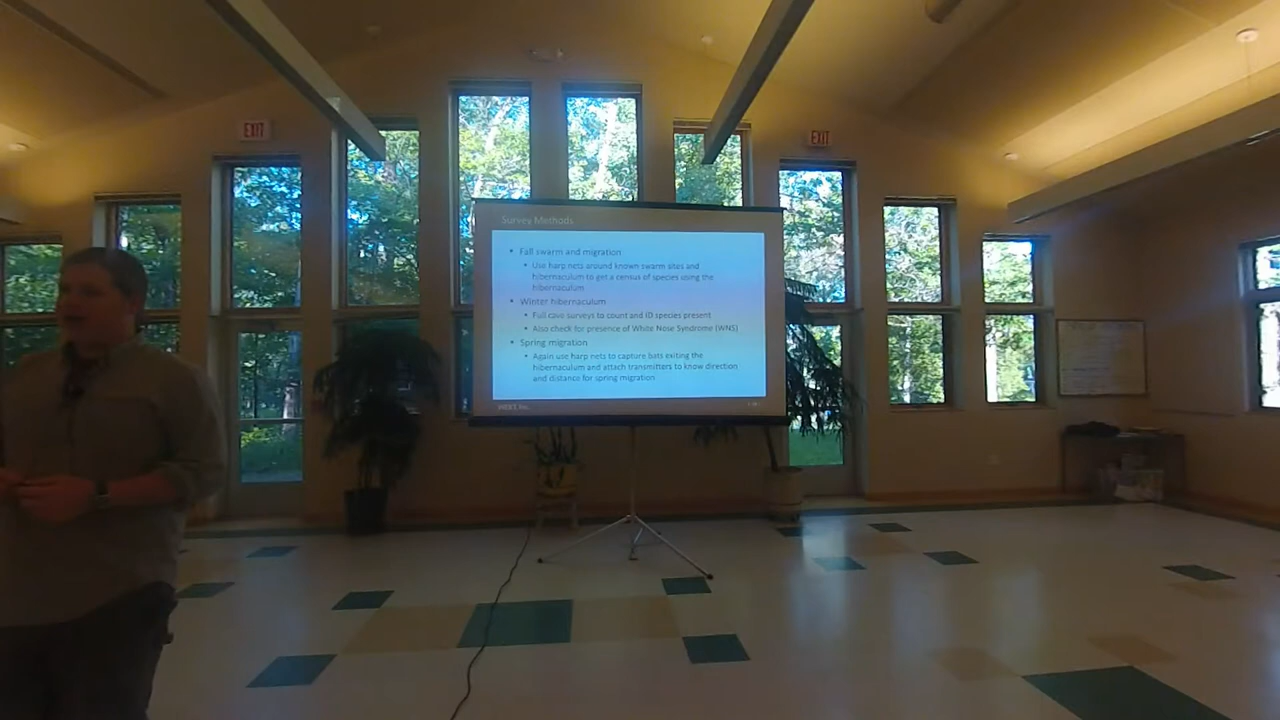 EXIT
EXIT
Survey Methods
• Fall swarm and migration
• Use harp nets around known swarm sites and
hibernaculum to get a census of species using the
hibernaculum
• Winter hibernaculum
• Full cave surveys to count and ID species present
• Also check for presence of White Nose Syndrome (WNS)
• Spring migration
• Again use harp nets to capture bats exiting the
hibernaculum and attach transmitters to know direction
and distance for spring migration